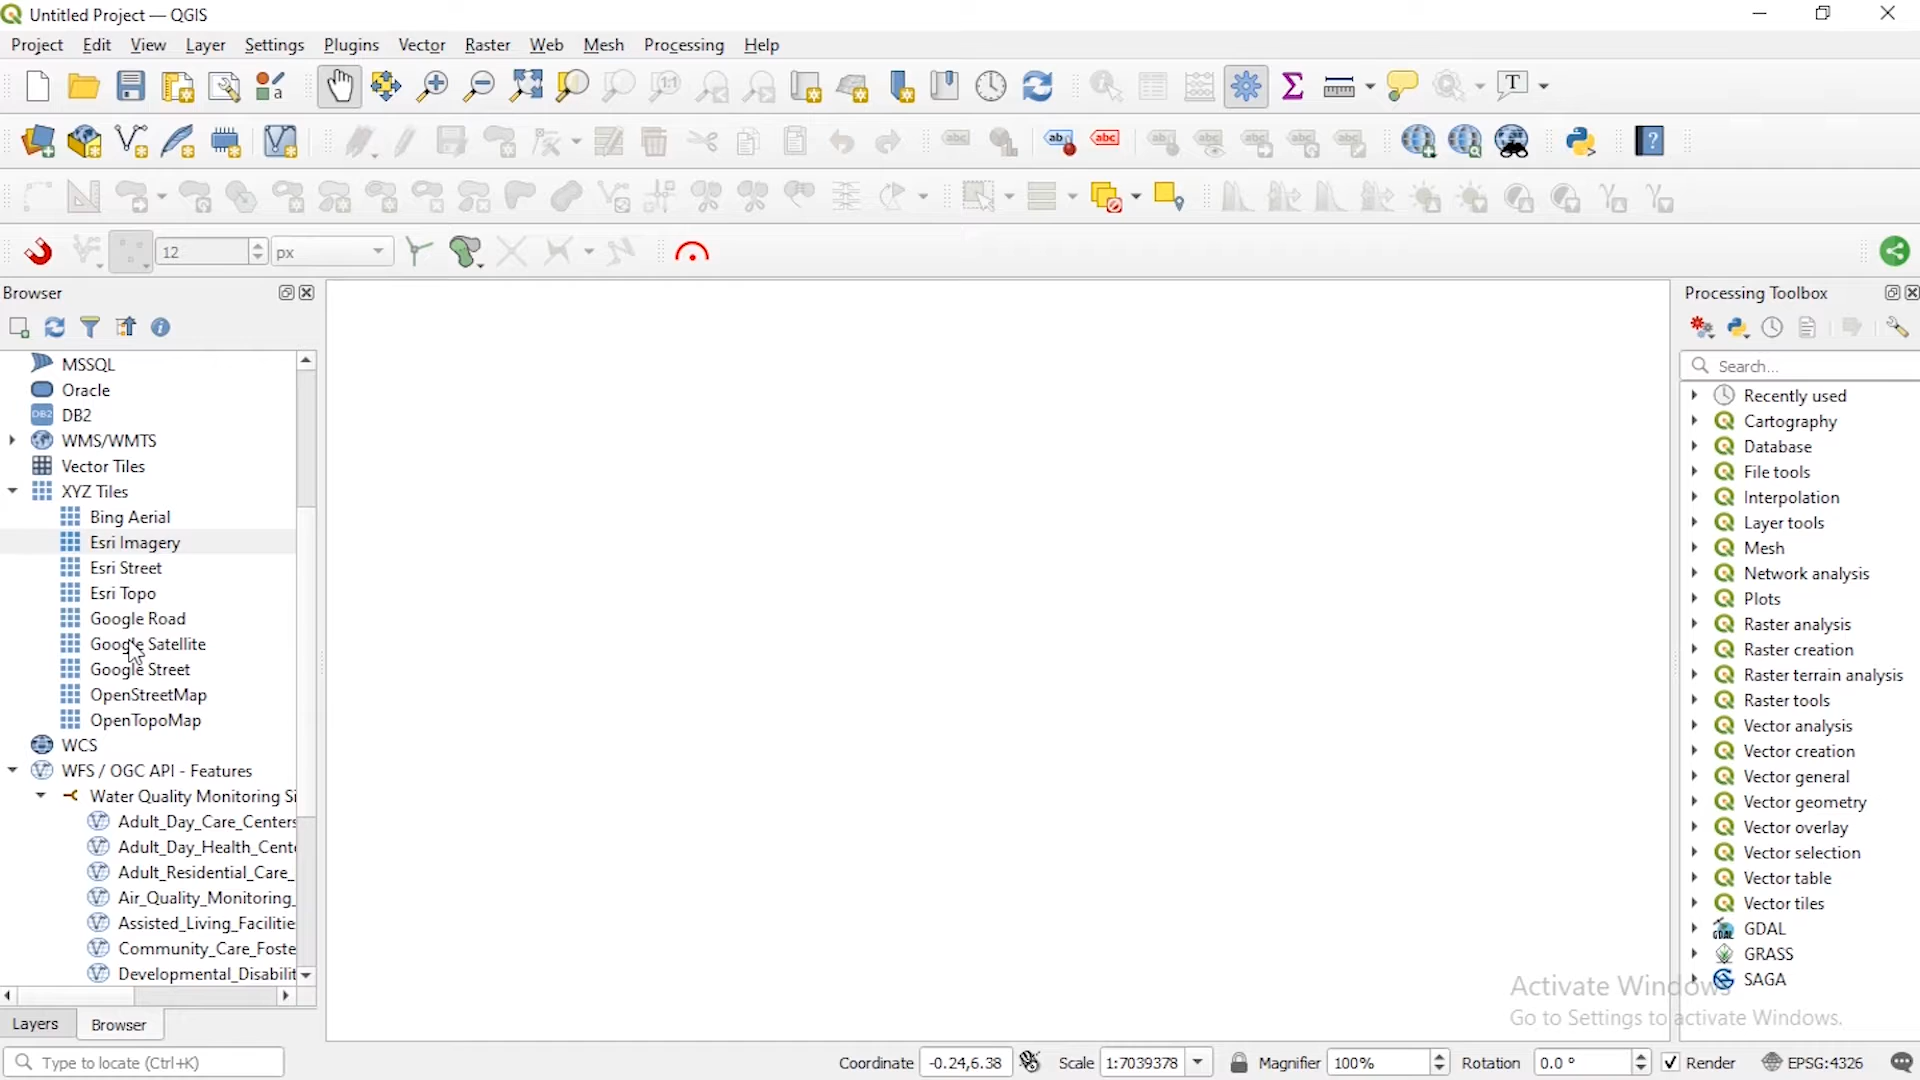 Untitled Project — QGIS
Project Edit View Layer Settings Plugins Vector Raster Web Mesh Processing Help
12 px
Browser
MSSQL
Oracle
DB2
WMS/WMTS
Vector Tiles
XYZ Tiles
Bing Aerial
Esri Imagery
Esri Street
Esri Topo
Google Road
Google Satellite
Google Street
OpenStreetMap
OpenTopoMap
WCS
WFS / OGC API - Features
Water Quality Monitoring Si
Adult_Day_Care_Centers
Adult_Day_Health_Cent
Adult_Residential_Care_
Air_Quality_Monitoring_
Assisted_Living_Facilitie
Community_Care_Foste
Developmental_Disabilit
Layers Browser
Processing Toolbox
Search...
Recently used
Cartography
Database
File tools
Interpolation
Layer tools
Mesh
Network analysis
Plots
Raster analysis
Raster creation
Raster terrain analysis
Raster tools
Vector analysis
Vector creation
Vector general
Vector geometry
Vector overlay
Vector selection
Vector table
Vector tiles
GDAL
GRASS
SAGA
Activate Windows
Go to Settings to activate Windows.
Type to locate (Ctrl+K) Coordinate -0.24,6.38 Scale 1:7039378 Magnifier 100% Rotation 0.0 ° Render EPSG:4326